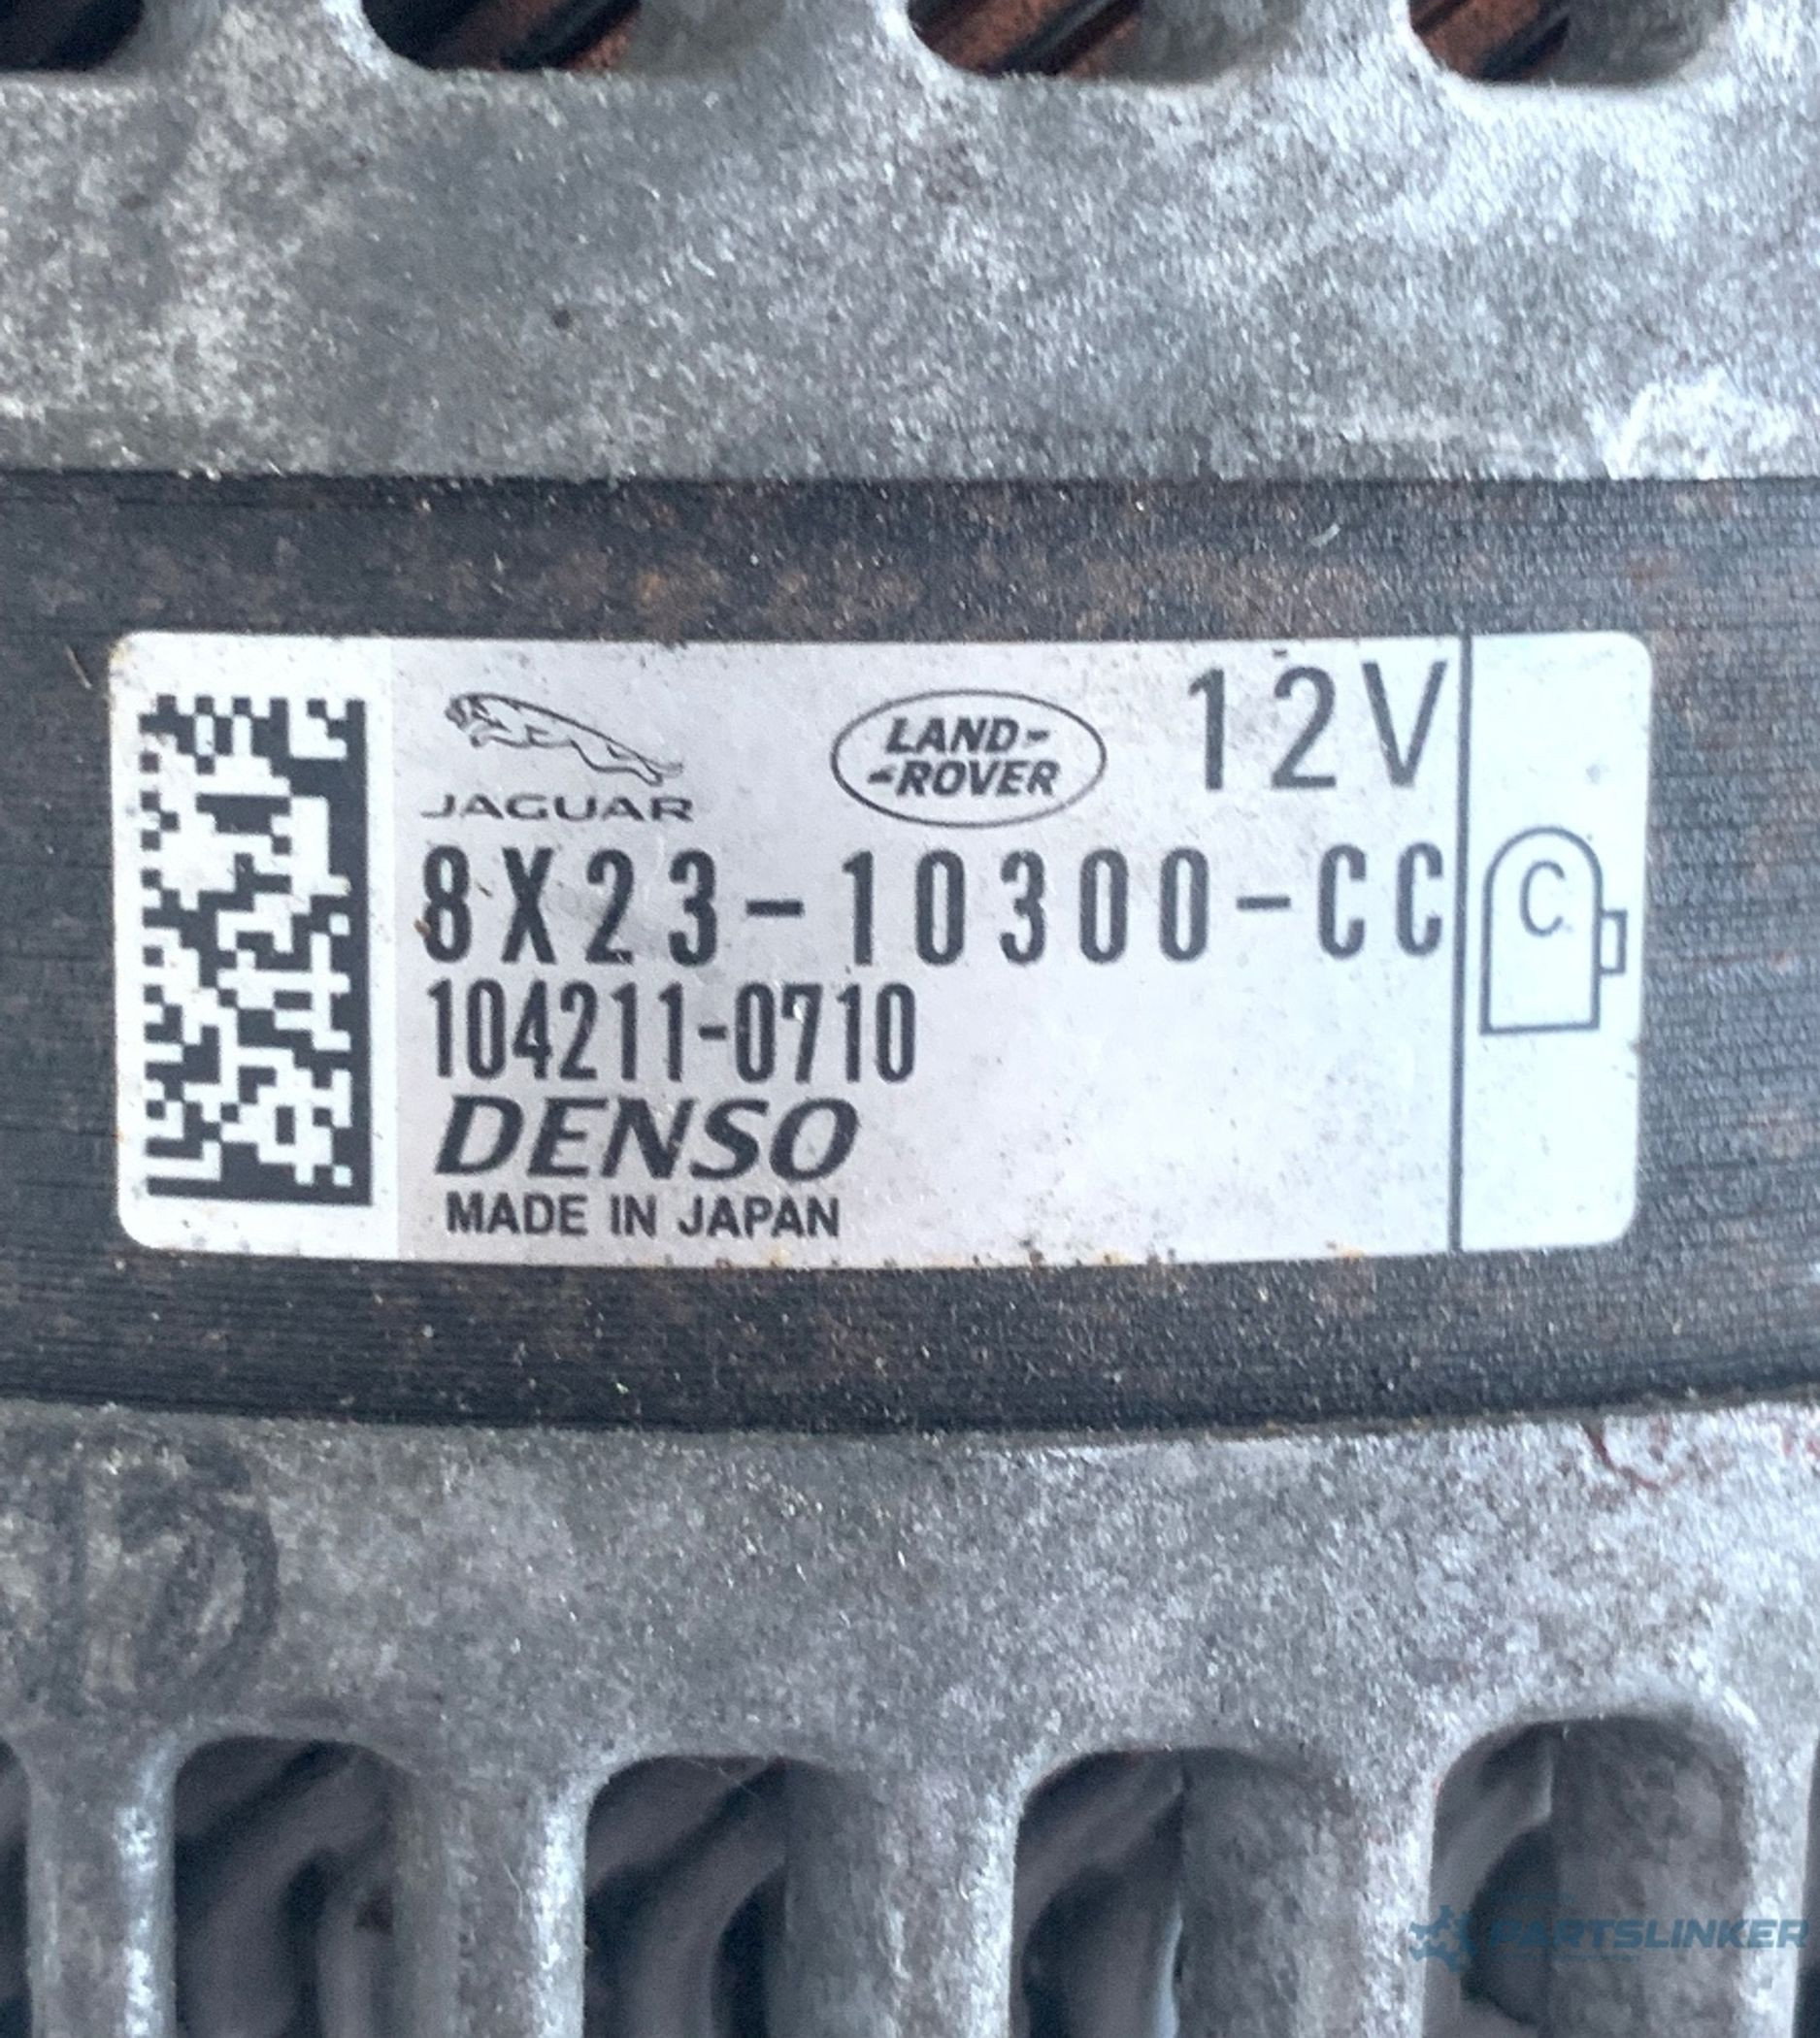 JAGUAR
LAND-
-ROVER
12V
8X23-10300-CC
C
104211-0710
DENSO
MADE IN JAPAN
PARTSLINKER